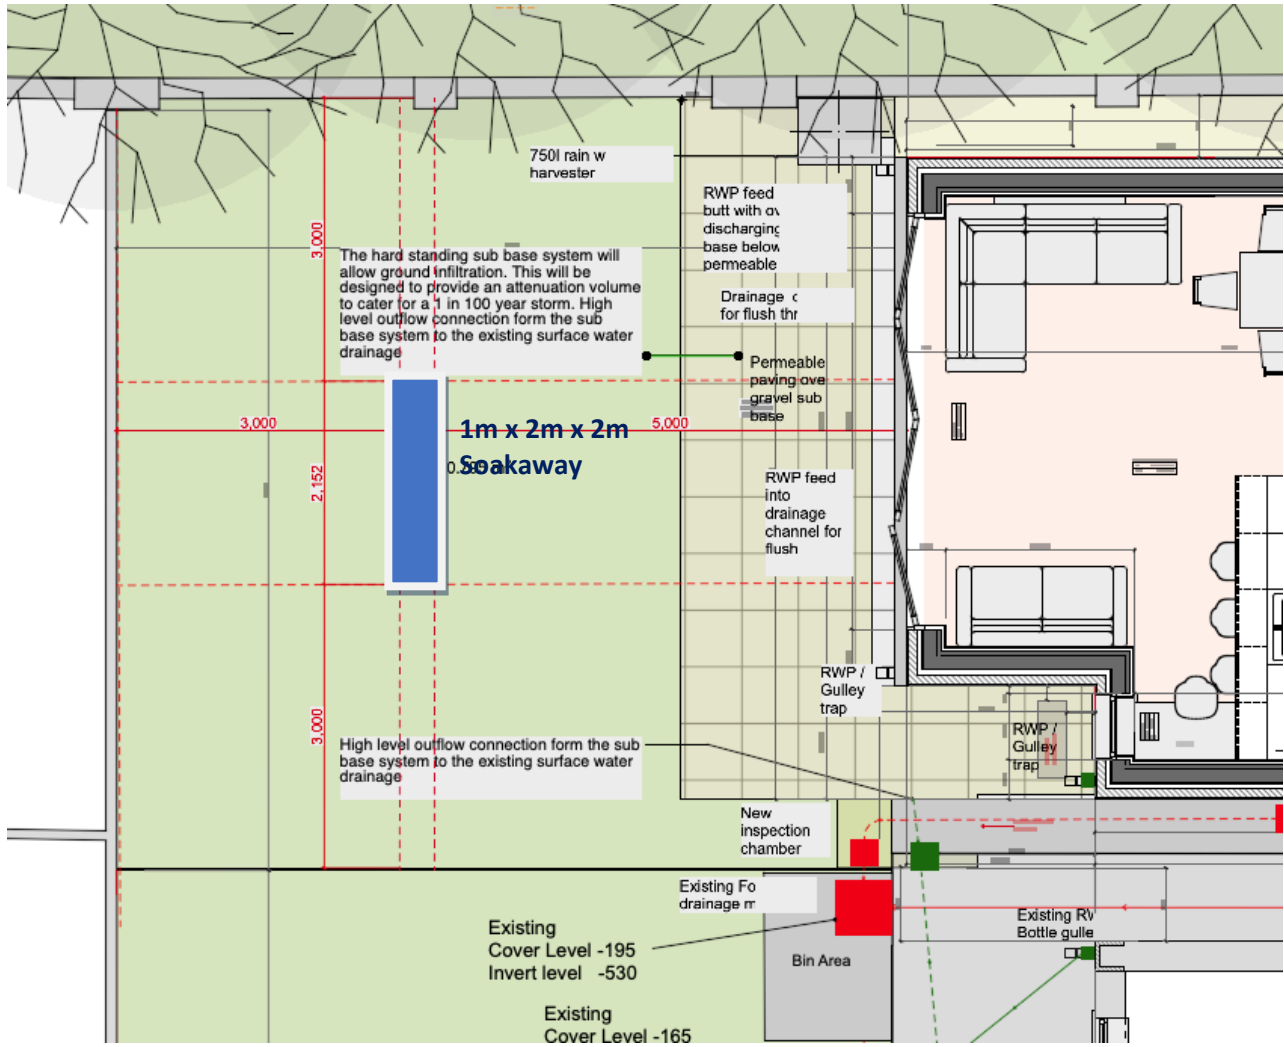 750l rain w
harvester
RWP feed
butt with ov
discharging
base below
permeable
3,000
The hard standing sub base system will
allow ground infiltration. This will be
designed to provide an attenuation volume
to cater for a 1 in 100 year storm. High
level outflow connection form the sub
base system to the existing surface water
drainage
Drainage c
for flush thr
Permeable
paving ove
gravel sub
base
3,000
5,000
1m x 2m x 2m
Soakaway
2,152
RWP feed
into
drainage
channel for
flush
RWP /
Gulley
trap
3,000
High level outflow connection form the sub
base system to the existing surface water
drainage
RWP /
Gulley
trap
New
inspection
chamber
Existing Fo
drainage m
Existing
Cover Level -195
Invert level -530
Bin Area
Existing RW
Bottle gulle
Existing
Cover Level -165